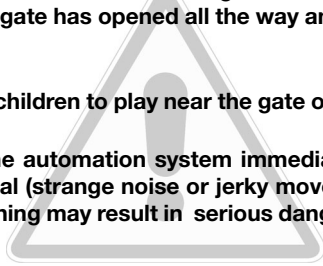 gate has opened all the way an
children to play near the gate o
e automation system immedia
al (strange noise or jerky move
ning may result in serious dang